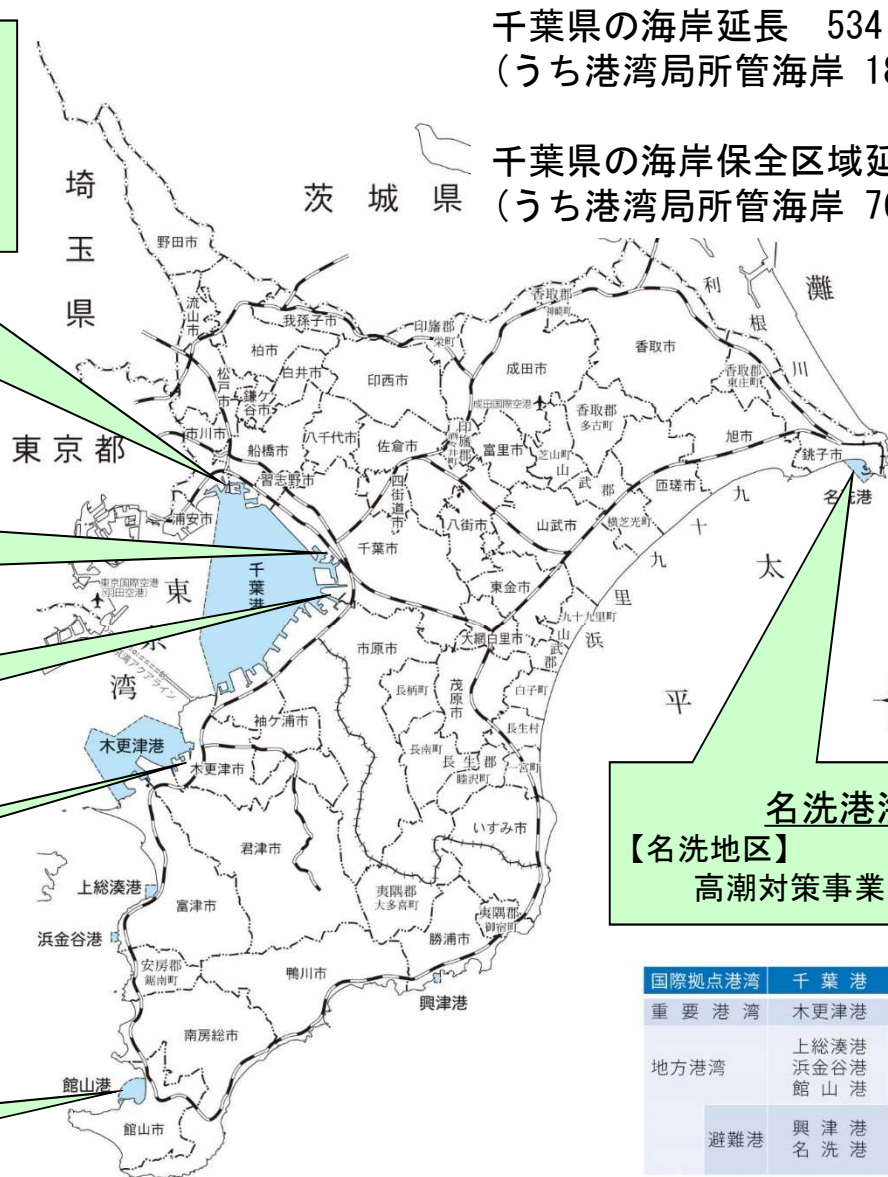 千葉県の海岸延長　534
(うち港湾局所管海岸 18
千葉県の海岸保全区域延
(うち港湾局所管海岸 70
埼玉県
茨城県
東京都
野田市
流山市
我孫子市
柏市
松戸市
鎌ケ谷市
白井市
印西市
印旛郡
栄町
成田市
成田国際空港
香取郡
神崎町
香取市
香取郡
東庄町
利根川
灘
市川市
船橋市
八千代市
佐倉市
印旛郡
酒々井町
富里市
芝山町
香取郡
多古町
山武郡
横芝光町
旭市
匝瑳市
銚子市
名洗港
浦安市
習志野市
四街道市
千葉市
八街市
山武市
東金市
九十九里町
大網白里市
山武郡
九十九里浜
太
平
東京国際空港
(羽田空港)
東京湾
千葉港
市原市
長柄町
茂原市
白子町
長生村
長南町
長生郡
睦沢町
一宮町
袖ケ浦市
木更津港
木更津市
君津市
いすみ市
夷隅郡
大多喜町
夷隅郡
御宿町
勝浦市
上総湊港
富津市
浜金谷港
安房郡
鋸南町
鴨川市
興津港
南房総市
館山港
館山市
名洗港
【名洗地区】
高潮対策事業
国際拠点港湾 千葉港
重要港湾 木更津港
地方港湾
上総湊港
浜金谷港
館山港
避難港
興津港
名洗港